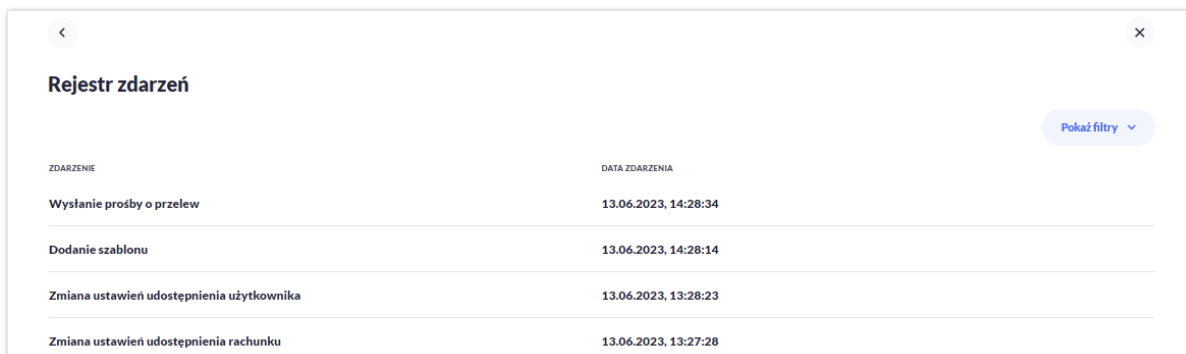 Rejestr zdarzeń
Pokaż filtry
ZDARZENIE DATA ZDARZENIA
Wysłanie prośby o przelew 13.06.2023, 14:28:34
Dodanie szablonu 13.06.2023, 14:28:14
Zmiana ustawień udostępnienia użytkownika 13.06.2023, 13:28:23
Zmiana ustawień udostępnienia rachunku 13.06.2023, 13:27:28